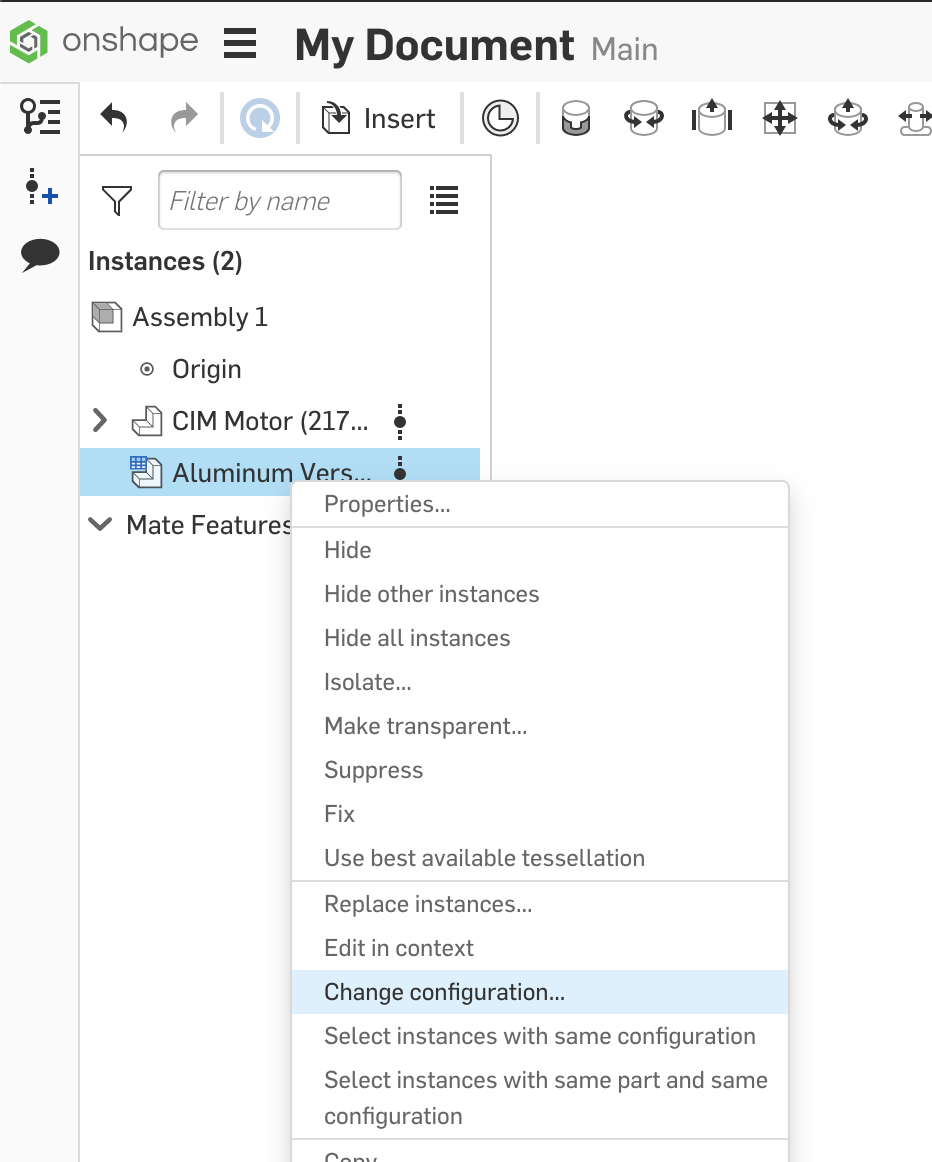 onshape My Document Main
Insert
Filter by name
Instances (2)
Assembly 1
Origin
CIM Motor (217...
Aluminum Vers...
Mate Features
Properties...
Hide
Hide other instances
Hide all instances
Isolate...
Make transparent...
Suppress
Fix
Use best available tessellation
Replace instances...
Edit in context
Change configuration...
Select instances with same configuration
Select instances with same part and same
configuration
Copy